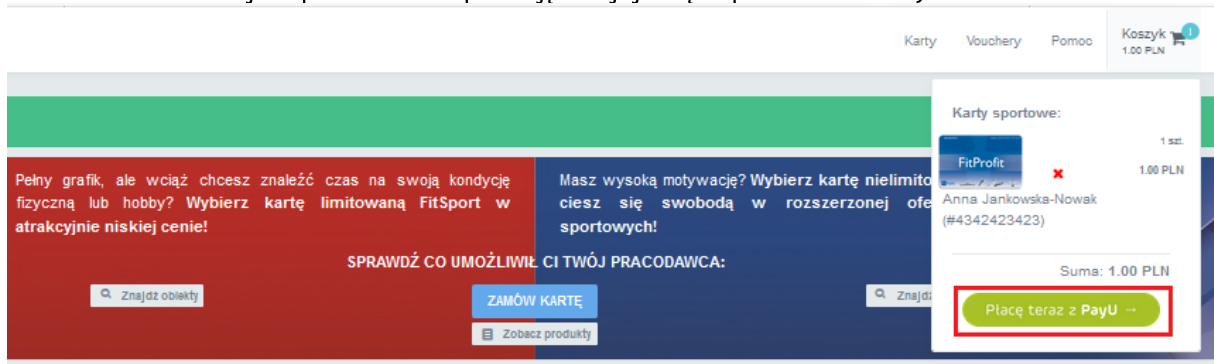 Karty Vouchery Pomoc Koszyk 1
1.00 PLN
Karty sportowe:
1 szt.
FitProfit
1.00 PLN
Anna Jankowska-Nowak
(#4342423423)
Suma: 1.00 PLN
Płacę teraz z PayU →
Pełny grafik, ale wciąż chcesz znaleźć czas na swoją kondycję
fizyczną lub hobby? Wybierz kartę limitowaną FitSport w
atrakcyjnie niskiej cenie!
Masz wysoką motywację? Wybierz kartę nielimito
ciesz się swobodą w rozszerzonej ofe
sportowych!
SPRAWDŹ CO UMOŻLIWIŁ CI TWÓJ PRACODAWCA:
Znajdź obiekty
ZAMÓW KARTĘ
Znajdź
Zobacz produkty